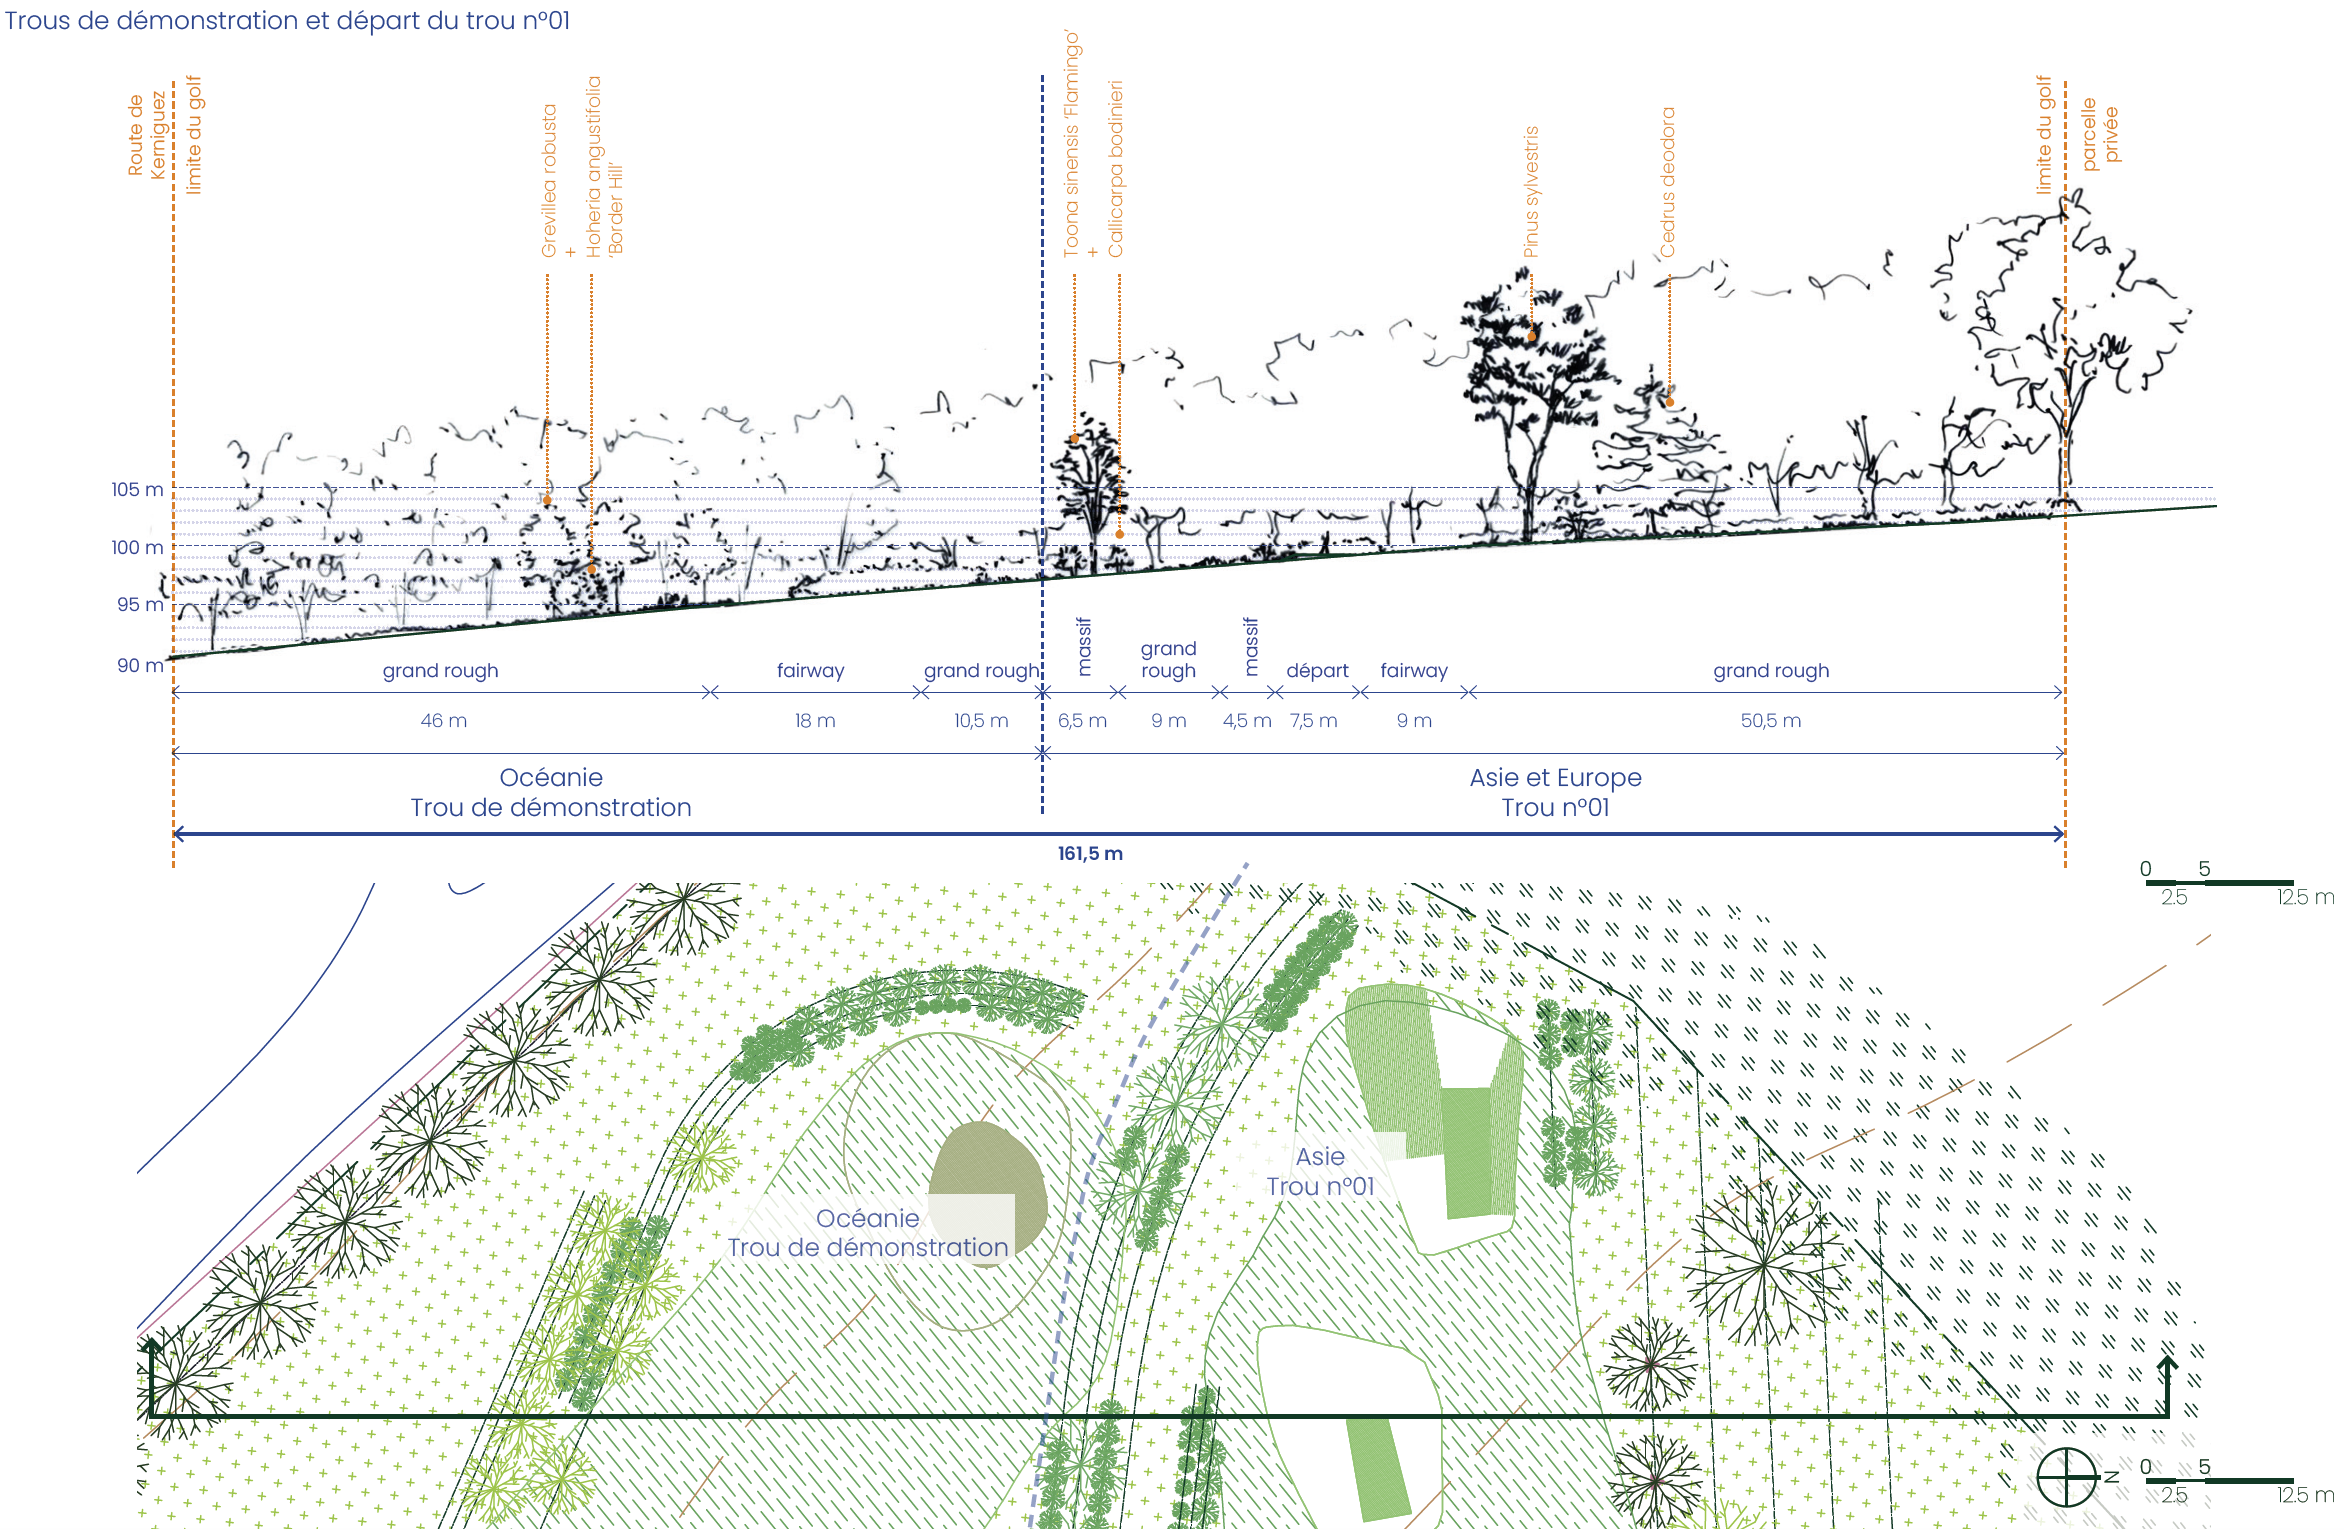 Trous de démonstration et départ du trou n°01
Route de
Kerniguez
limite du golf
Grevillea robusta
+
Hoheria angustifolia
'Border Hill'
Toona sinensis 'Flamingo'
+
Callicarpa bodinieri
Pinus sylvestris
Cedrus deodora
limite du golf
parcelle
privée
105 m
100 m
95 m
90 m
grand rough
fairway
grand rough
massif
grand
rough
massif
départ
fairway
grand rough
46 m
18 m
10,5 m
6,5 m
9 m
4,5 m
7,5 m
9 m
50,5 m
Océanie
Trou de démonstration
Asie et Europe
Trou n°01
161,5 m
0 5
2.5 12.5 m
Asie
Trou n°01
Océanie
Trou de démonstration
N
0 5
2.5 12.5 m